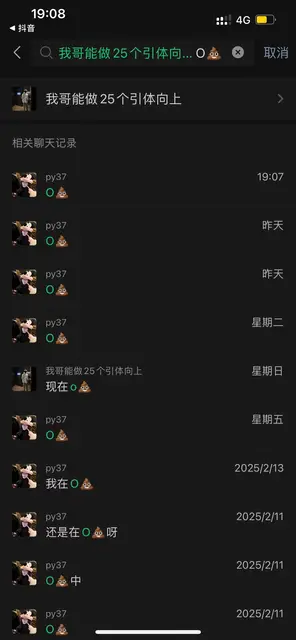 19:08
4G
抖音
我哥能做25个引体向... O💩
取消
我哥能做25个引体向上
相关聊天记录
py37
19:07
O💩
py37
昨天
O💩
py37
昨天
O💩
py37
星期二
O💩
我哥能做25个引体向上
星期日
现在o💩
py37
星期五
O💩
py37
2025/2/13
我在O💩
py37
2025/2/11
还是在O💩呀
py37
2025/2/11
O💩中
py37
2025/2/11
O💩